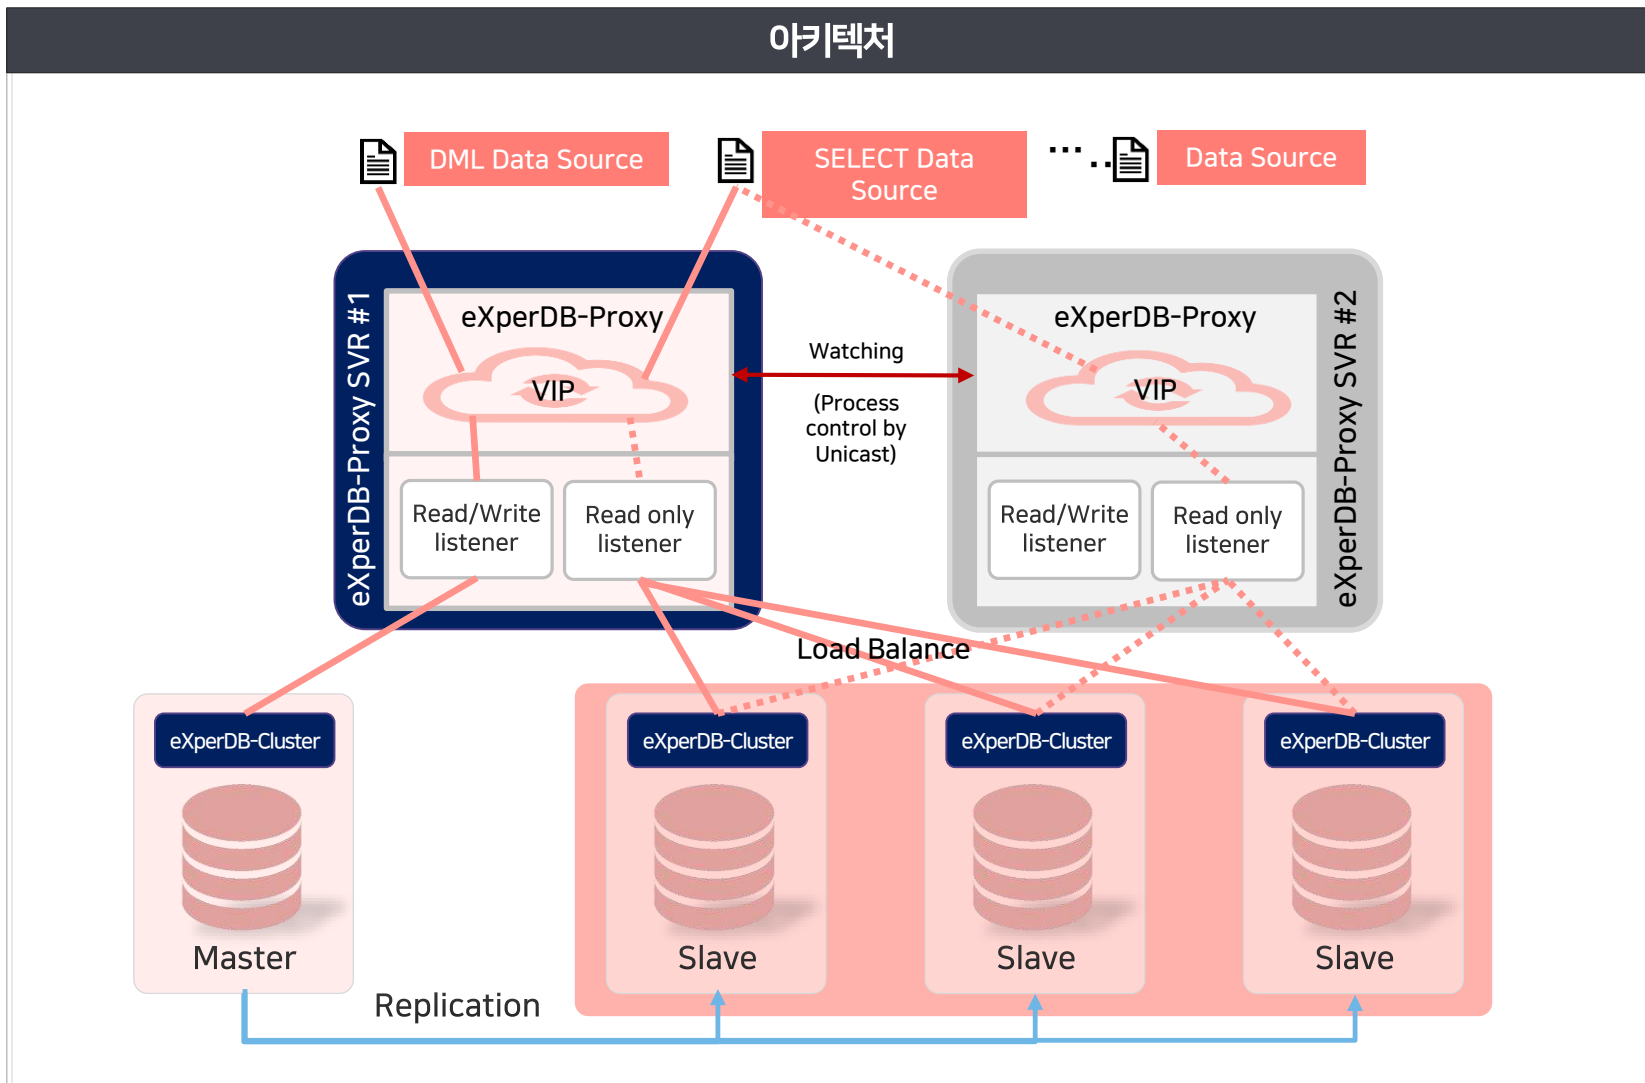 아키텍처
DML Data Source
SELECT Data
Source
Data Source
eXperDB-Proxy SVR #1
eXperDB-Proxy
VIP
Read/Write
listener
Read only
listener
Watching
(Process
control by
Unicast)
eXperDB-Proxy
VIP
Read/Write
listener
Read only
listener
eXperDB-Proxy SVR #2
Load Balance
eXperDB-Cluster
Master
eXperDB-Cluster
Slave
eXperDB-Cluster
Slave
eXperDB-Cluster
Slave
Replication